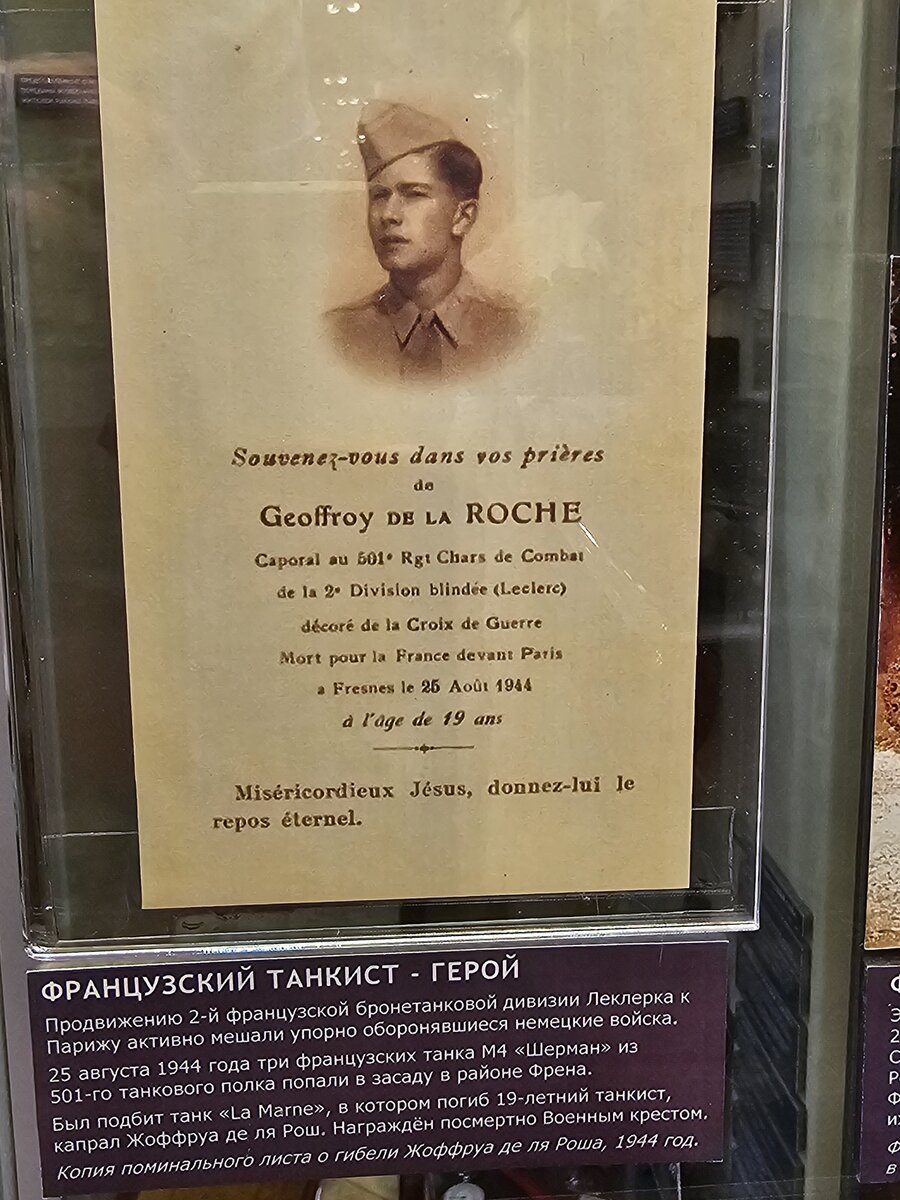 Souvenez-vous dans vos prières
de
Geoffroy DE LA ROCHE
Caporal au 501e Rgt Chars de Combat
de la 2e Division blindée (Leclerc)
décoré de la Croix de Guerre
Mort pour la France devant Paris
a Fresnes le 25 Août 1944
à l'âge de 19 ans
Miséricordieux Jésus, donnez-lui le
repos éternel.
ФРАНЦУЗСКИЙ ТАНКИСТ - ГЕРОЙ
Продвижению 2-й французской бронетанковой дивизии Леклерка к
Парижу активно мешали упорно оборонявшиеся немецкие войска.
25 августа 1944 года три французских танка М4 «Шерман» из
501-го танкового полка попали в засаду в районе Френа.
Был подбит танк «La Marne», в котором погиб 19-летний танкист,
капрал Жоффруа де ля Рош. Награждён посмертно Военным крестом.
Копия поминального листа о гибели Жоффруа де ля Роша, 1944 год.